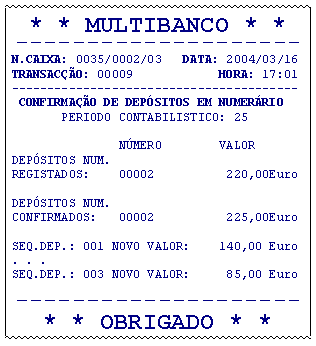 * * MULTIBANCO * *
N.CAIXA: 0035/0002/03 DATA: 2004/03/16
TRANSACÇÃO: 00009 HORA: 17:01
CONFIRMAÇÃO DE DEPÓSITOS EM NUMERÁRIO
PERIODO CONTABILISTICO: 25
NÚMERO VALOR
DEPÓSITOS NUM.
REGISTADOS: 00002 220,00Euro
DEPÓSITOS NUM.
CONFIRMADOS: 00002 225,00Euro
SEQ.DEP.: 001 NOVO VALOR: 140,00 Euro
. . .
SEQ.DEP.: 003 NOVO VALOR: 85,00 Euro
* * OBRIGADO * *